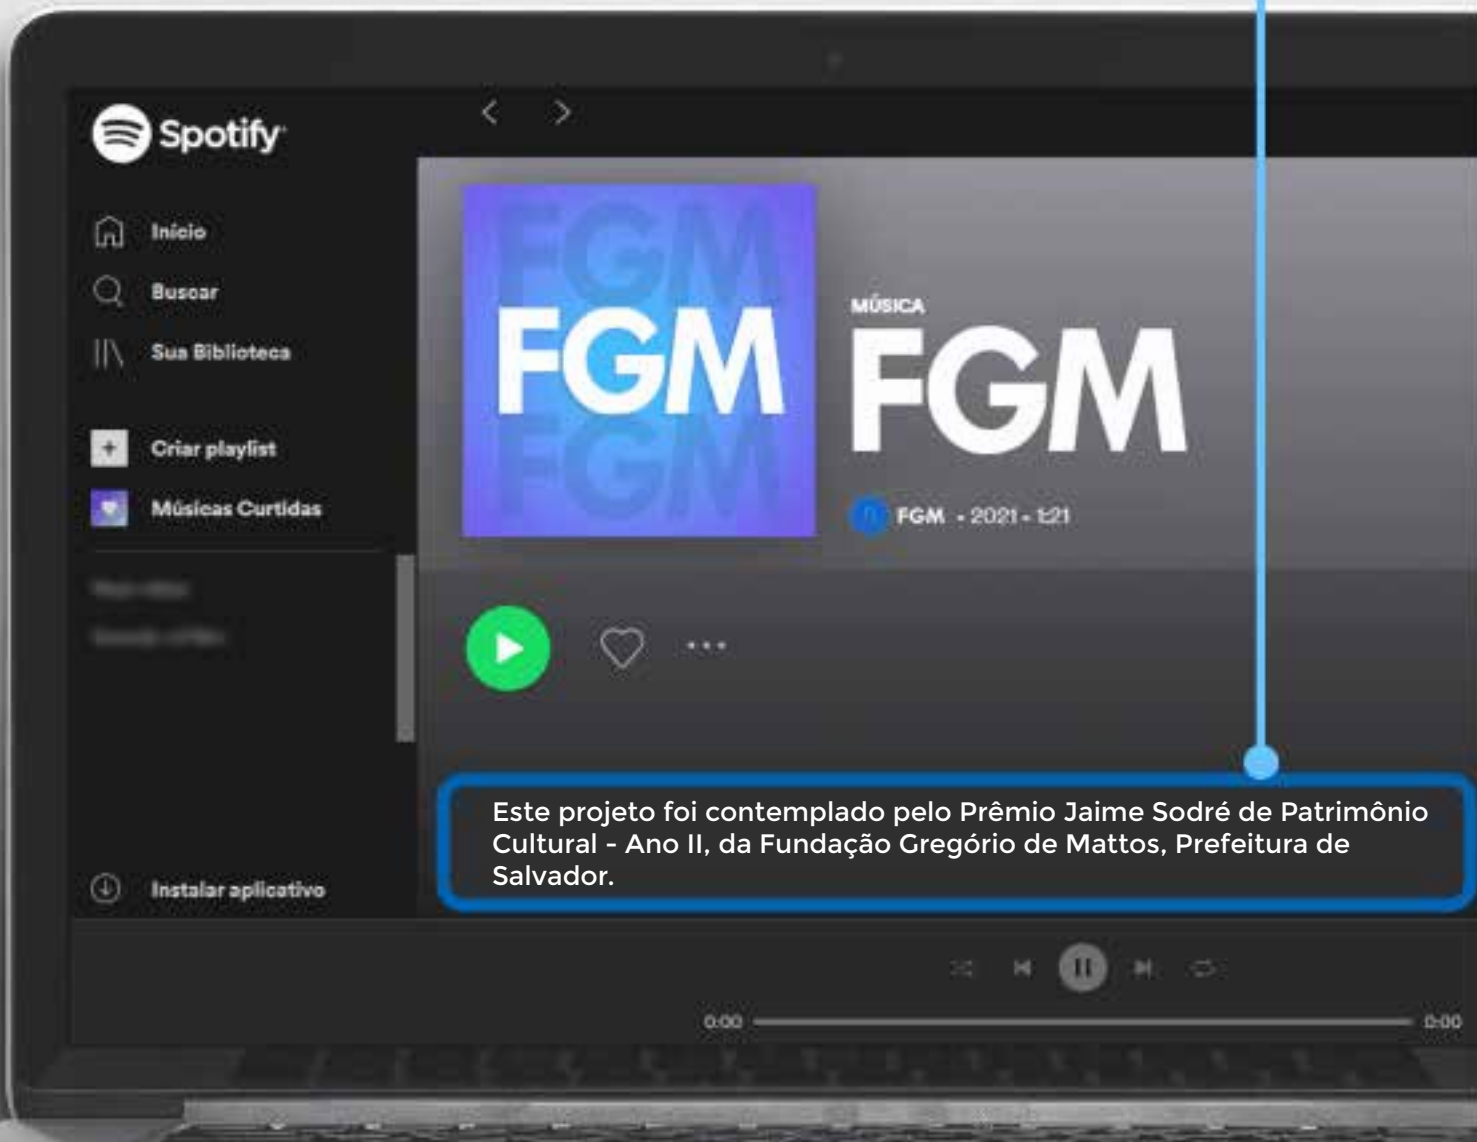 Spotify
Início
Buscar
Sua Biblioteca
Criar playlist
Músicas Curtidas
Instalar aplicativo
FGM
FGM
FGM
MÚSICA
FGM
FGM • 2021 • 1:21
Este projeto foi contemplado pelo Prêmio Jaime Sodré de Patrimônio
Cultural - Ano II, da Fundação Gregório de Mattos, Prefeitura de
Salvador.
0:00
0:00